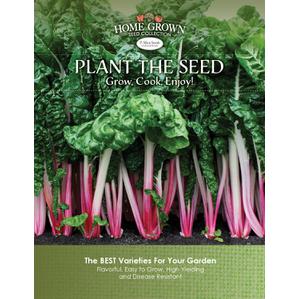 HOME GROWN
SEED COLLECTION
PLANT THE SEED
Grow, Cook, Enjoy!
The BEST Varieties For Your Garden
Flavorful, Easy to Grow, High Yielding
and Disease Resistant